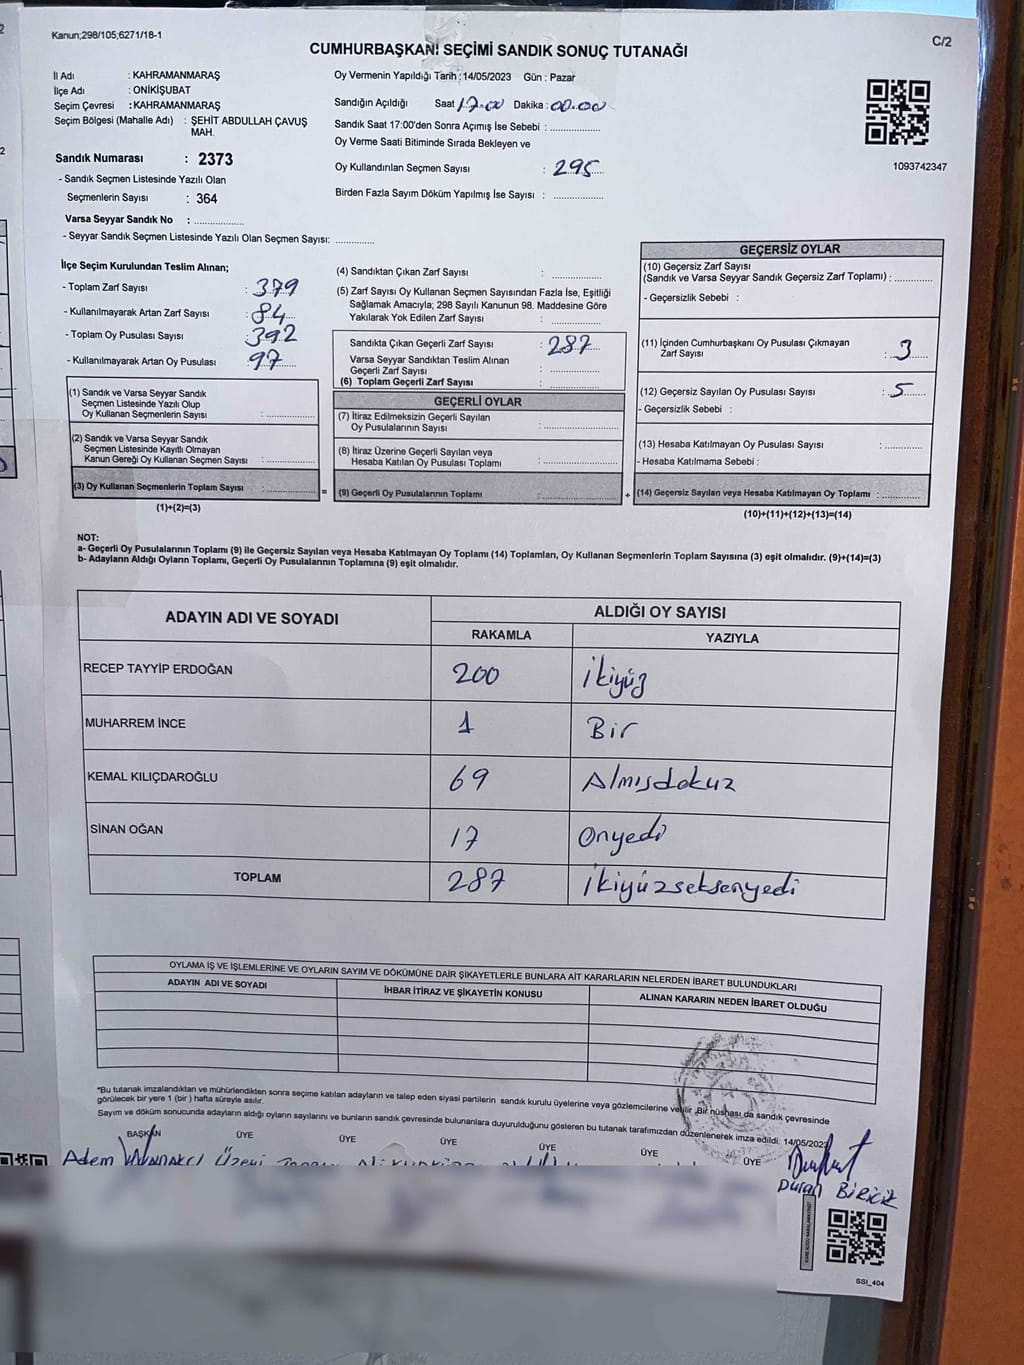 Kanun;298/105;6271/18-1
C/2
CUMHURBAŞKANI SEÇİMİ SANDIK SONUÇ TUTANAĞI
İl Adı : KAHRAMANMARAŞ
İlçe Adı : ONİKİŞUBAT
Seçim Çevresi : KAHRAMANMARAŞ
Seçim Bölgesi (Mahalle Adı) : ŞEHİT ABDULLAH ÇAVUŞ
MAH.
Sandık Numarası : 2373
- Sandık Seçmen Listesinde Yazılı Olan
Seçmenlerin Sayısı : 364
Varsa Seyyar Sandık No : ..............
- Seyyar Sandık Seçmen Listesinde Yazılı Olan Seçmen Sayısı: ............
Oy Vermenin Yapıldığı Tarih : 14/05/2023 Gün : Pazar
Sandığın Açıldığı Saat 17.00 Dakika : 00.00
Sandık Saat 17:00'den Sonra Açımış İse Sebebi : ..............
Oy Verme Saati Bitiminde Sırada Bekleyen ve
Oy Kullandırılan Seçmen Sayısı : 295
Birden Fazla Sayım Döküm Yapılmış İse Sayısı : ..............
1093742347
İlçe Seçim Kurulundan Teslim Alınan;
- Toplam Zarf Sayısı : 379
- Kullanılmayarak Artan Zarf Sayısı : 84
- Toplam Oy Pusulası Sayısı : 392
- Kullanılmayarak Artan Oy Pusulası : 97
(1) Sandık ve Varsa Seyyar Sandık
Seçmen Listesinde Yazılı Olup
Oy Kullanan Seçmenlerin Sayısı : ..............
(2) Sandık ve Varsa Seyyar Sandık
Seçmen Listesinde Kayıtlı Olmayan
Kanun Gereği Oy Kullanan Seçmen Sayısı : ..............
(3) Oy Kullanan Seçmenlerin Toplam Sayısı : ..............
(1)+(2)=(3)
(4) Sandıktan Çıkan Zarf Sayısı : ..............
(5) Zarf Sayısı Oy Kullanan Seçmen Sayısından Fazla İse, Eşitliği
Sağlamak Amacıyla; 298 Sayılı Kanunun 98. Maddesine Göre
Yakılarak Yok Edilen Zarf Sayısı : ..............
Sandıkta Çıkan Geçerli Zarf Sayısı : 287
Varsa Seyyar Sandıktan Teslim Alınan
Geçerli Zarf Sayısı : ..............
(6) Toplam Geçerli Zarf Sayısı : ..............
GEÇERLİ OYLAR
(7) İtiraz Edilmeksizin Geçerli Sayılan
Oy Pusulalarının Sayısı : ..............
(8) İtiraz Üzerine Geçerli Sayılan veya
Hesaba Katılan Oy Pusulası Toplamı : ..............
= (9) Geçerli Oy Pusulalarının Toplamı : ..............
GEÇERSİZ OYLAR
(10) Geçersiz Zarf Sayısı
(Sandık ve Varsa Seyyar Sandık Geçersiz Zarf Toplamı) : ..............
- Geçersizlik Sebebi :
(11) İçinden Cumhurbaşkanı Oy Pusulası Çıkmayan
Zarf Sayısı : 3
(12) Geçersiz Sayılan Oy Pusulası Sayısı : 5
- Geçersizlik Sebebi :
(13) Hesaba Katılmayan Oy Pusulası Sayısı : ..............
- Hesaba Katılmama Sebebi :
+ (14) Geçersiz Sayılan veya Hesaba Katılmayan Oy Toplamı : ..............
(10)+(11)+(12)+(13)=(14)
NOT:
a- Geçerli Oy Pusulalarının Toplamı (9) ile Geçersiz Sayılan veya Hesaba Katılmayan Oy Toplamı (14) Toplamları, Oy Kullanan Seçmenlerin Toplam Sayısına (3) eşit olmalıdır. (9)+(14)=(3)
b- Adayların Aldığı Oyların Toplamı, Geçerli Oy Pusulalarının Toplamına (9) eşit olmalıdır.
ADAYIN ADI VE SOYADI
ALDIĞI OY SAYISI
RAKAMLA YAZIYLA
RECEP TAYYİP ERDOĞAN 200 İkiyüz
MUHARREM İNCE 1 Bir
KEMAL KILIÇDAROĞLU 69 Almışdokuz
SİNAN OĞAN 17 Onyedi
TOPLAM 287 İkiyüzseksenyedi
OYLAMA İŞ VE İŞLEMLERİNE VE OYLARIN SAYIM VE DÖKÜMÜNE DAİR ŞİKAYETLERLE BUNLARA AİT KARARLARIN NELERDEN İBARET BULUNDUKLARI
ADAYIN ADI VE SOYADI İHBAR İTİRAZ VE ŞİKAYETİN KONUSU ALINAN KARARIN NEDEN İBARET OLDUĞU
*Bu tutanak imzalandıktan ve mühürlendikten sonra seçime katılan adayların ve talep eden siyasi partilerin sandık kurulu üyelerine veya gözlemcilerine verilir. Bir nüshası da sandık çevresinde
görülecek bir yere 1 (bir) hafta süreyle asılır.
Sayım ve döküm sonucunda adayların aldığı oyların sayılarını ve bunların sandık çevresinde bulunanlara duyurulduğunu gösteren bu tutanak tarafımızdan düzenlenerek imza edildi: 14/05/2023
BAŞKAN ÜYE ÜYE ÜYE ÜYE ÜYE ÜYE
Adem
Duran BİRİCİK
SSI_404